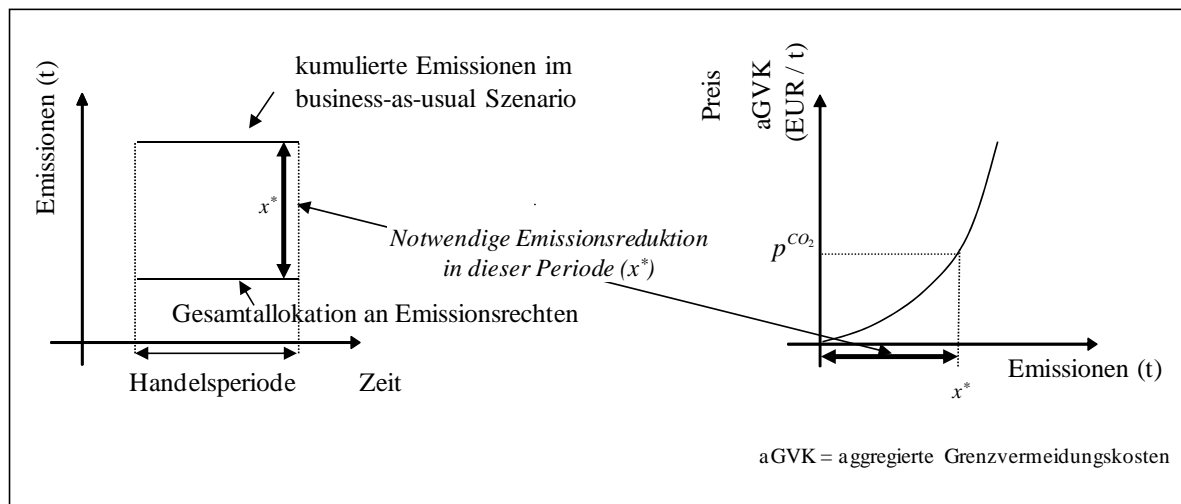 Emissionen (t)
kumulierte Emissionen im
business-as-usual Szenario
x*
Notwendige Emissionsreduktion
in dieser Periode (x*)
Gesamtallokation an Emissionsrechten
Handelsperiode
Zeit
Preis
aGVK
(EUR / t)
p^{CO_2}
Emissionen (t)
x*
aGVK = aggregierte Grenzvermeidungskosten